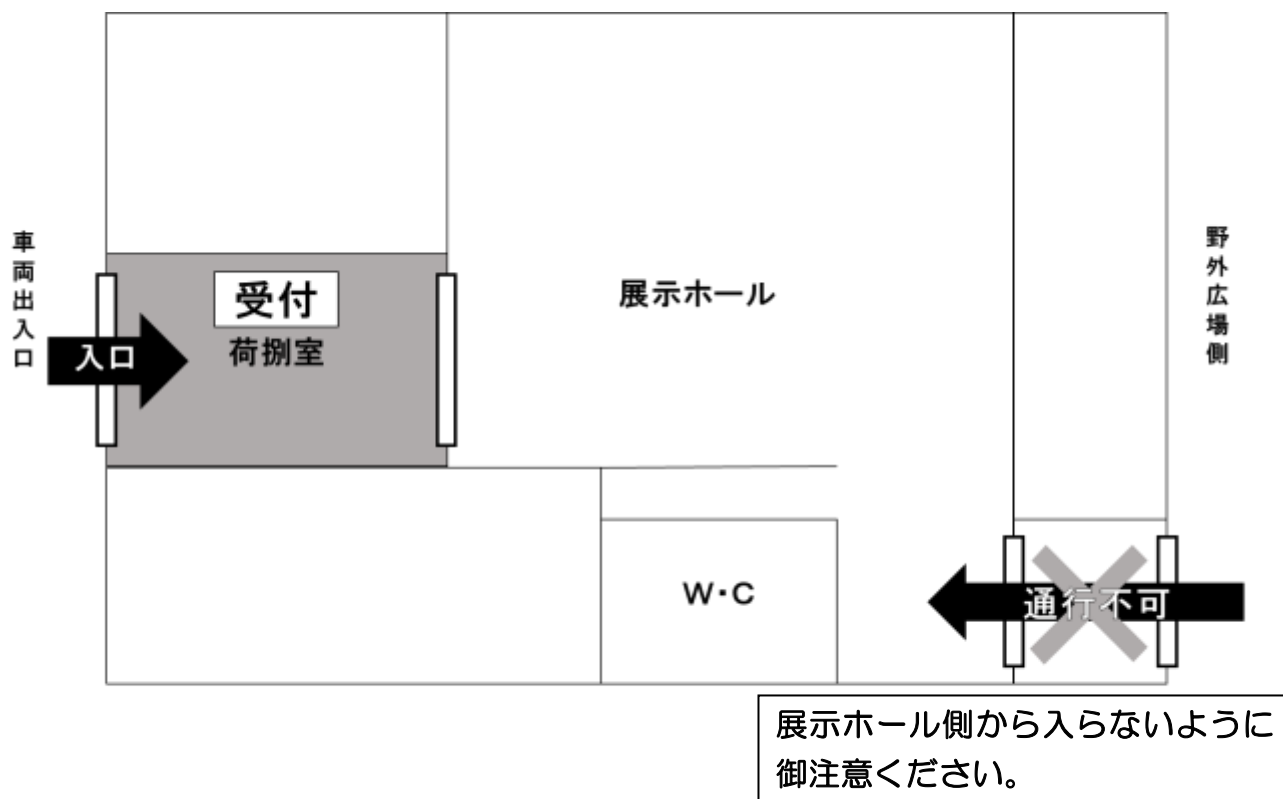 車両出入口
入口
受付
荷捌室
展示ホール
野外広場側
W・C
通行不可
展示ホール側から入らないように
御注意ください。